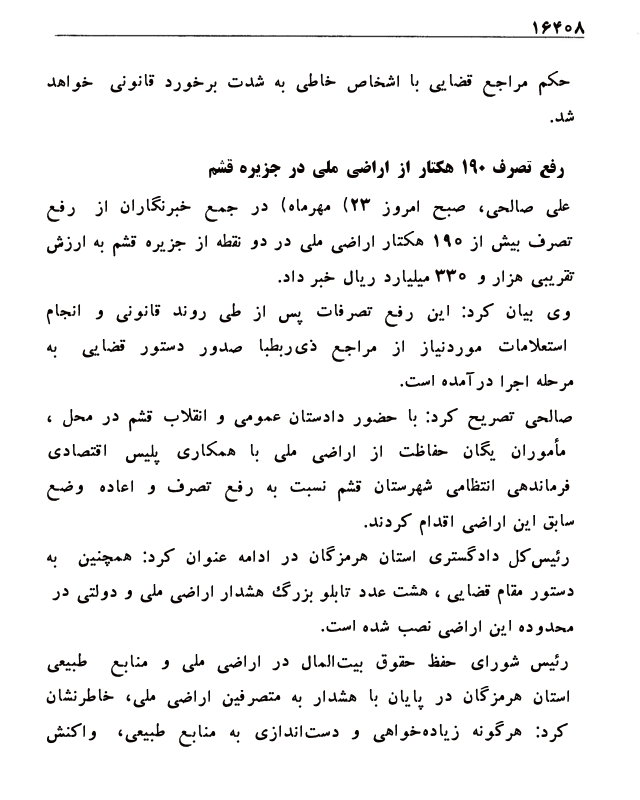 ۱۶۴۰۸
حکم مراجع قضایی با اشخاص خاطی به شدت برخورد قانونی خواهد
شد.
رفع تصرف ۱۹۰ هکتار از اراضی ملی در جزیره قشم
علی صالحی، صبح امروز ۲۳) مهرماه) در جمع خبرنگاران از رفع
تصرف بیش از ۱۹۰ هکتار اراضی ملی در دو نقطه از جزیره قشم به ارزش
تقریبی هزار و ۳۳۰ میلیارد ریال خبر داد.
وی بیان کرد: این رفع تصرفات پس از طی روند قانونی و انجام
استعلامات موردنیاز از مراجع ذی‌ربطبا صدور دستور قضایی به
مرحله اجرا درآمده است.
صالحی تصریح کرد: با حضور دادستان عمومی و انقلاب قشم در محل ،
مأموران یگان حفاظت از اراضی ملی با همکاری پلیس اقتصادی
فرماندهی انتظامی شهرستان قشم نسبت به رفع تصرف و اعاده وضع
سابق این اراضی اقدام کردند.
رئیس‌کل دادگستری استان هرمزگان در ادامه عنوان کرد: همچنین به
دستور مقام قضایی ، هشت عدد تابلو بزرگ هشدار اراضی ملی و دولتی در
محدوده این اراضی نصب شده است.
رئیس شورای حفظ حقوق بیت‌المال در اراضی ملی و منابع طبیعی
استان هرمزگان در پایان با هشدار به متصرفین اراضی ملی، خاطرنشان
کرد: هرگونه زیاده‌خواهی و دست‌اندازی به منابع طبیعی، واکنش